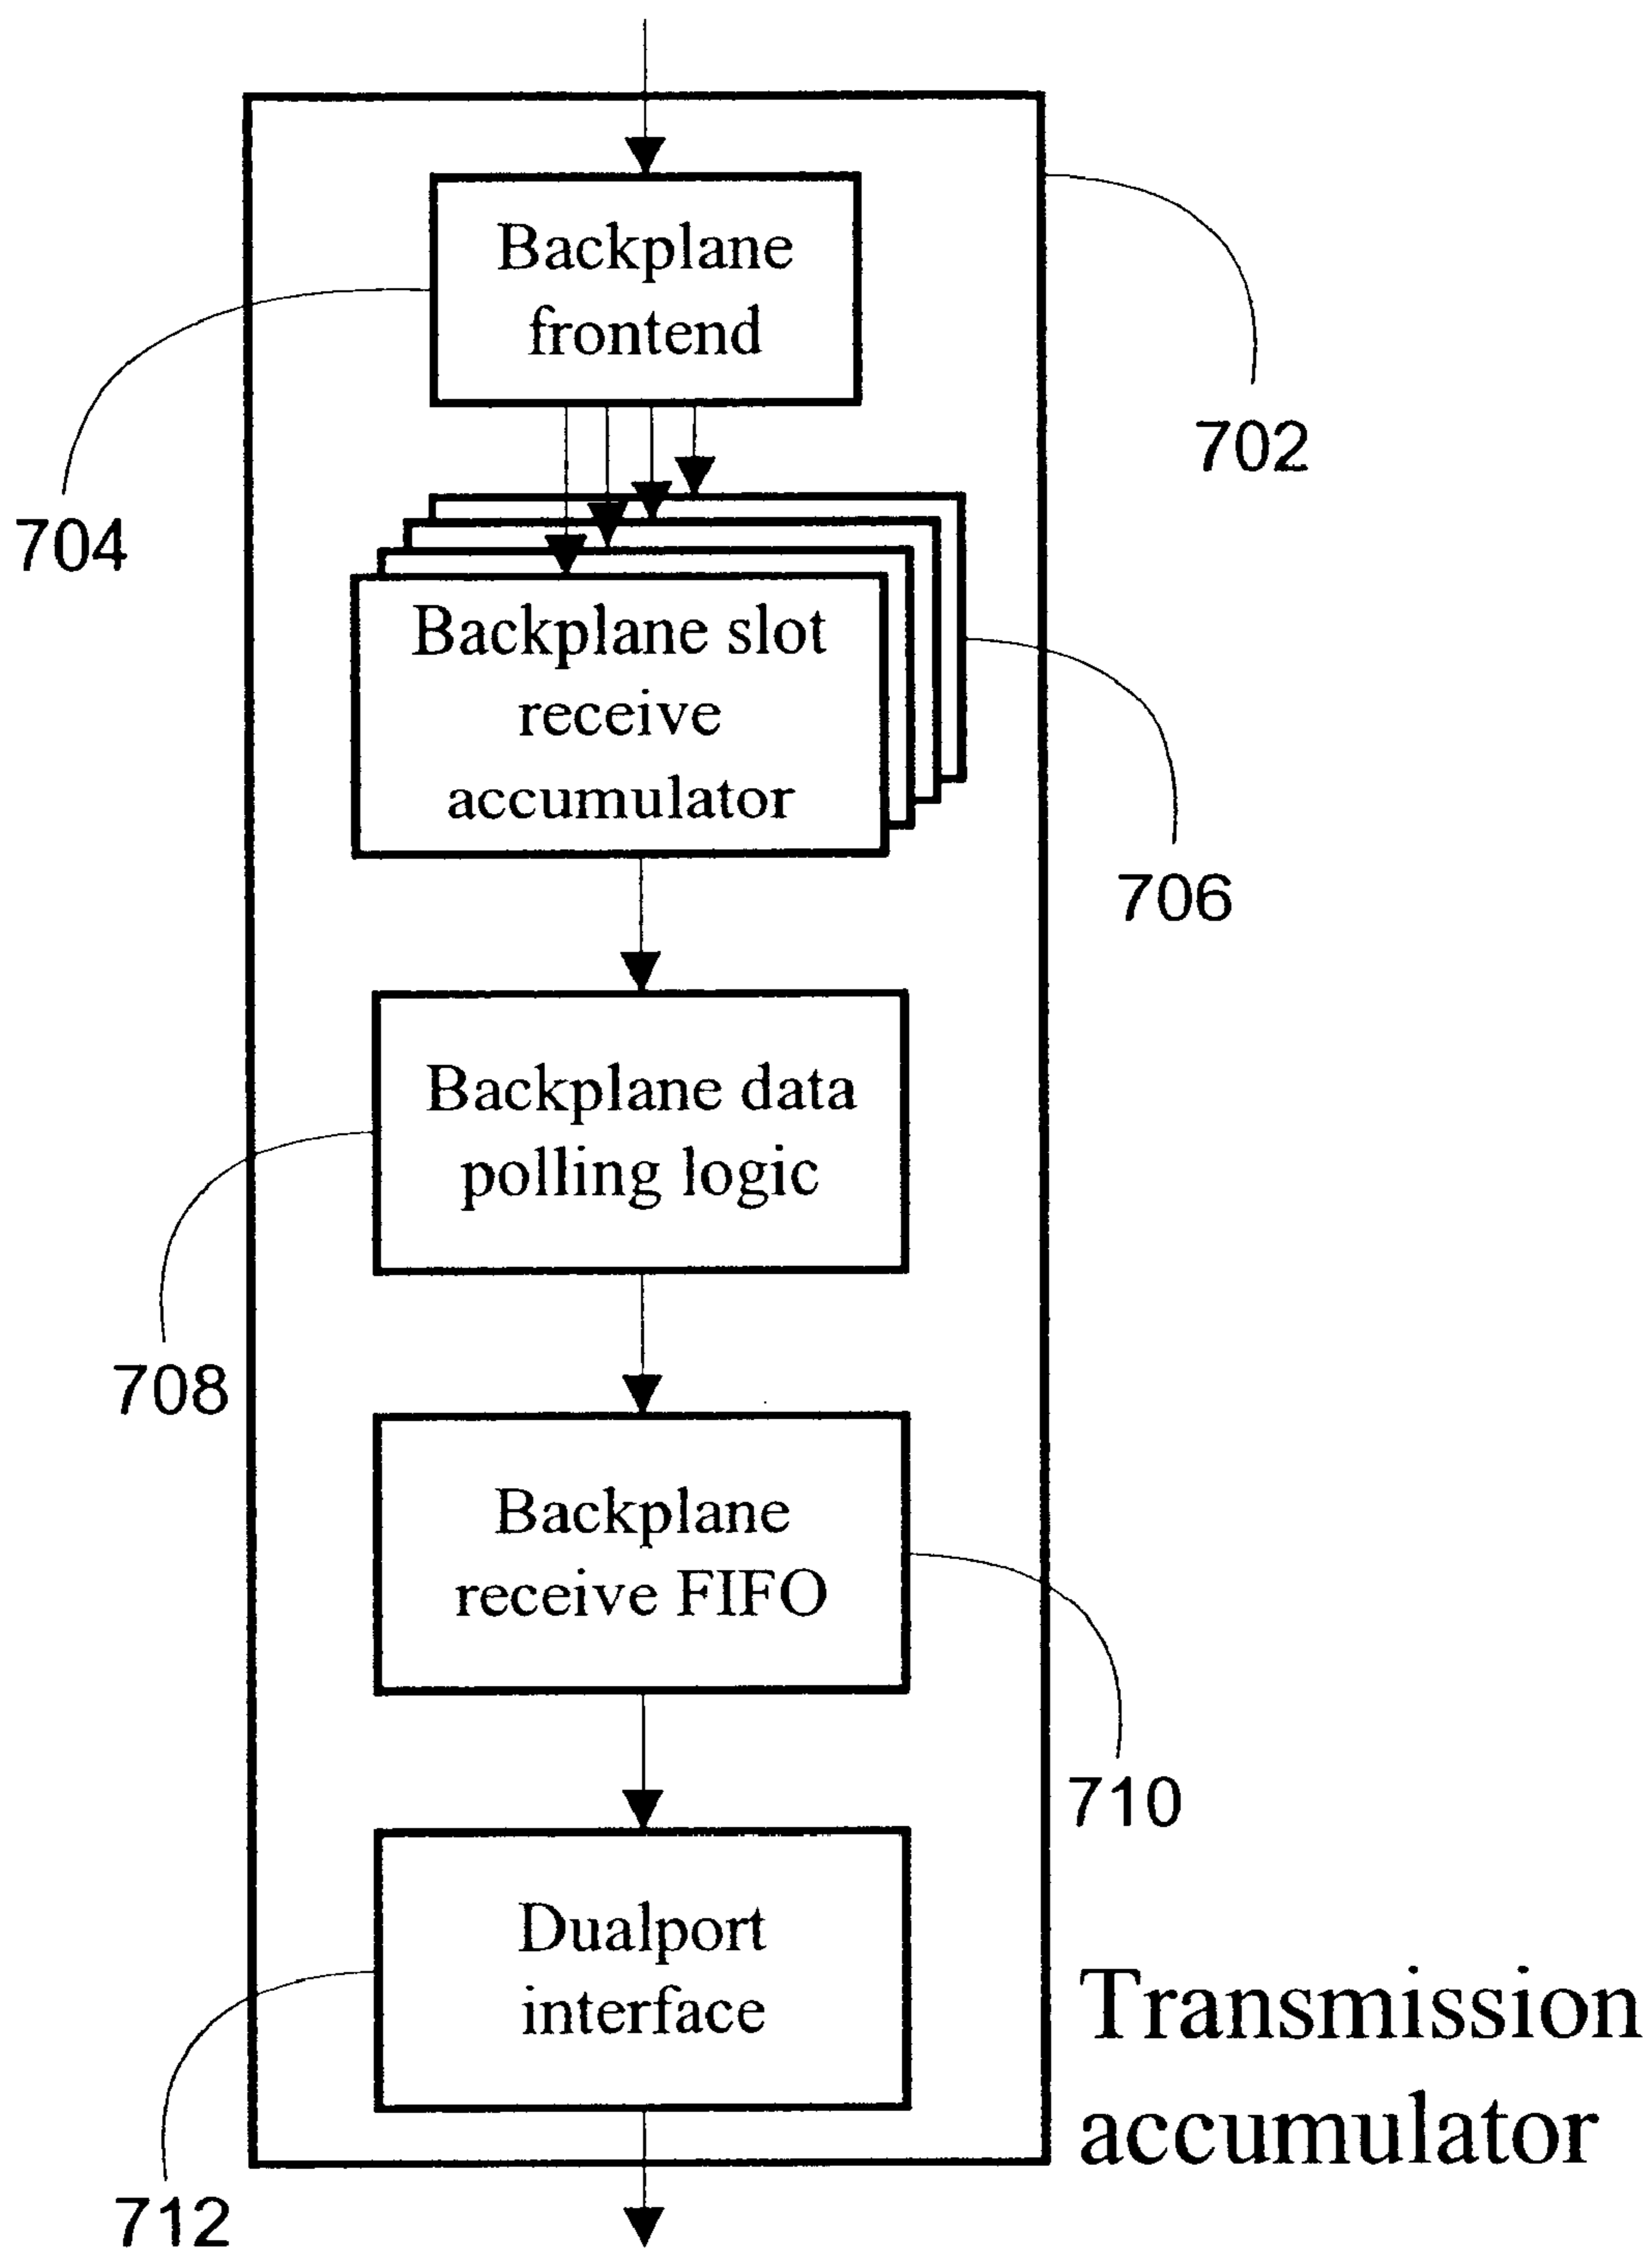 Backplane
frontend
702
704
Backplane slot
receive
accumulator
706
Backplane data
polling logic
708
Backplane
receive FIFO
710
Dualport
interface
712
Transmission
accumulator